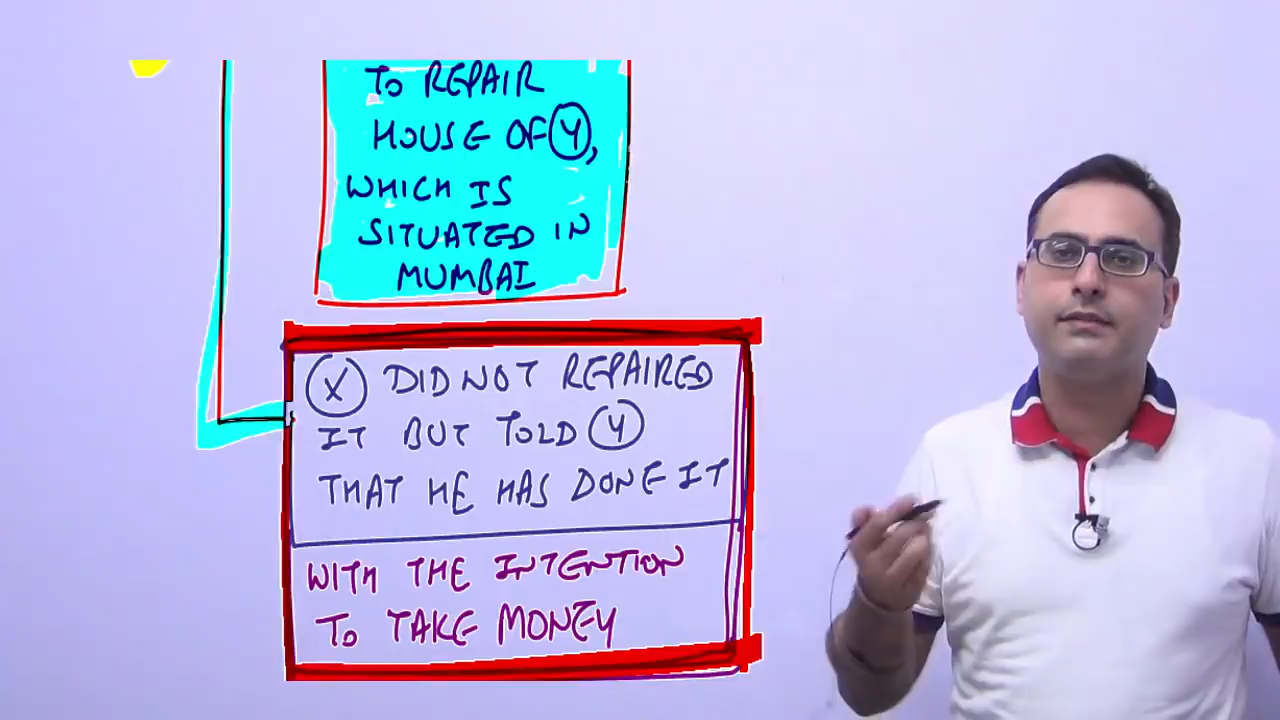 TO REPAIR
HOUSE OF Y,
WHICH IS
SITUATED IN
MUMBAI
X DID NOT REPAIRED
IT BUT TOLD Y
THAT HE HAS DONE IT
WITH THE INTENTION
TO TAKE MONEY